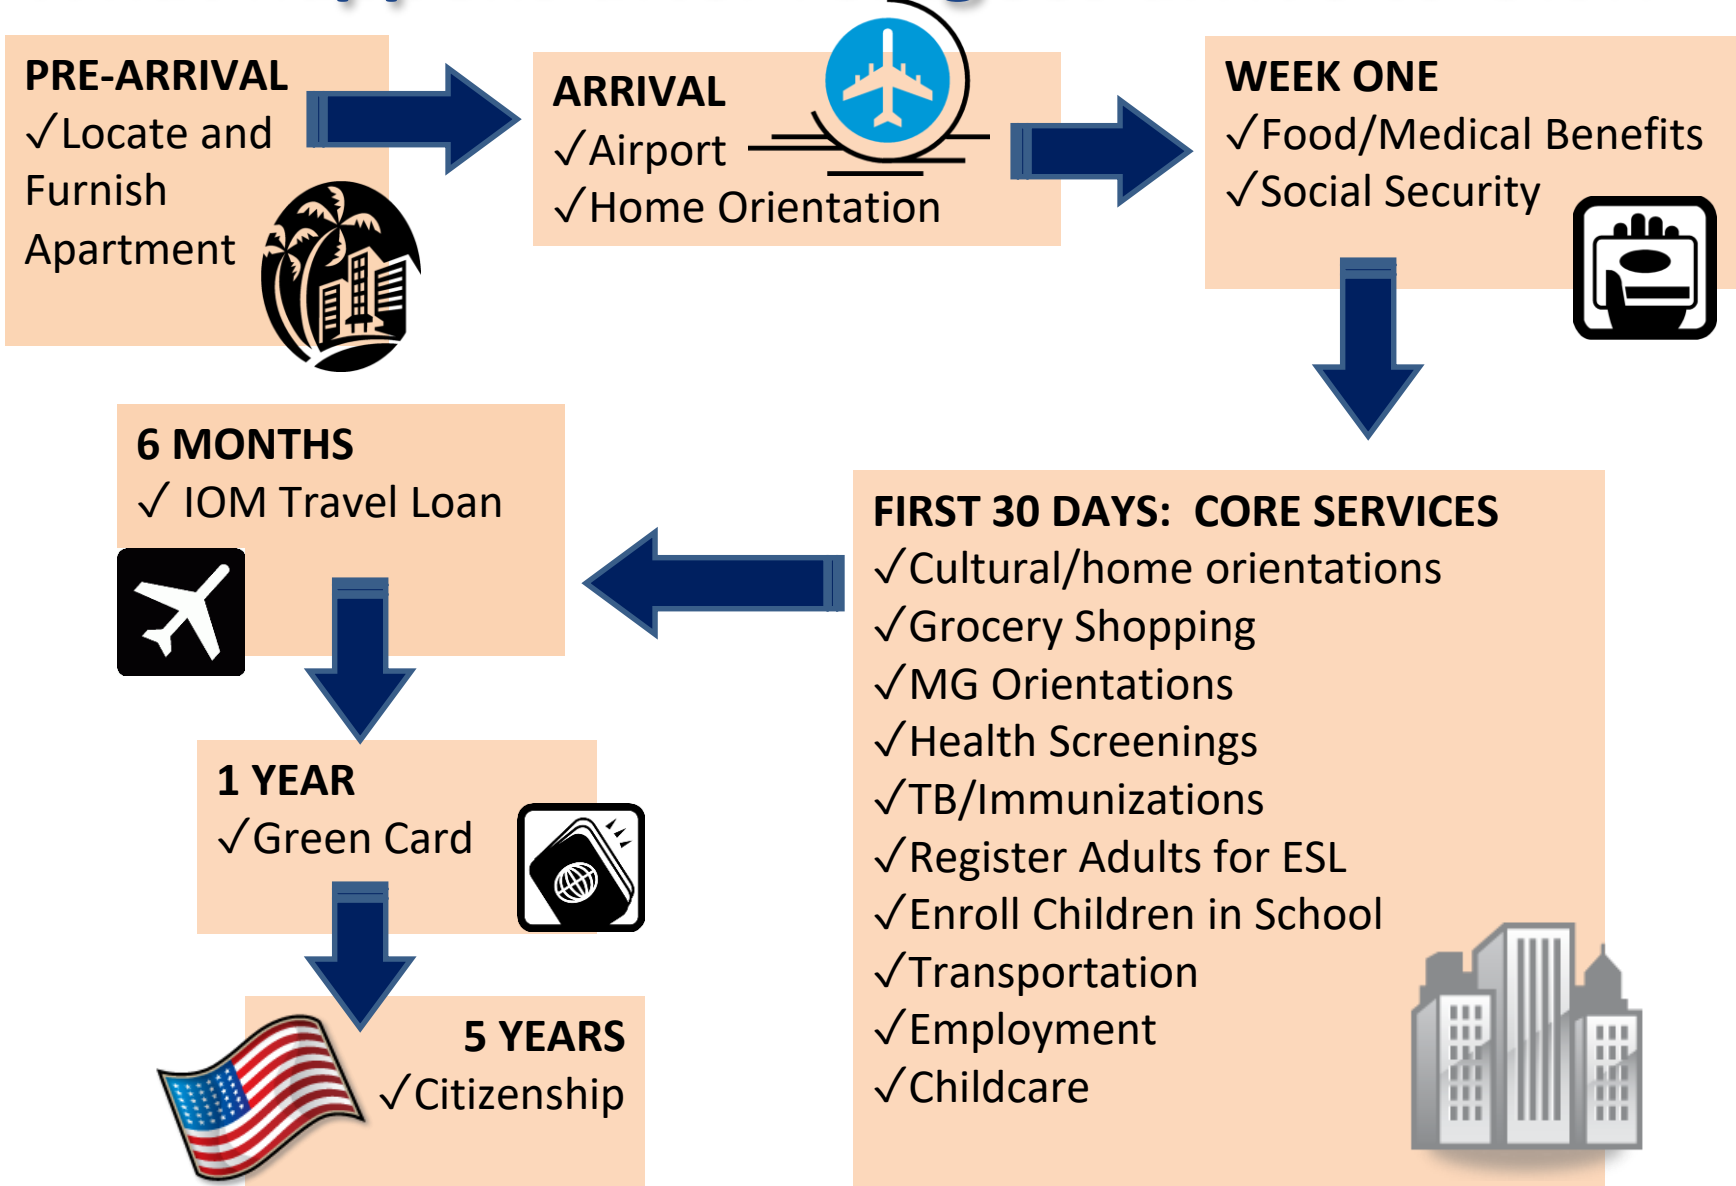 PRE-ARRIVAL
✓Locate and
Furnish
Apartment
ARRIVAL
✓Airport
✓Home Orientation
WEEK ONE
✓Food/Medical Benefits
✓Social Security
FIRST 30 DAYS:  CORE SERVICES
✓Cultural/home orientations
✓Grocery Shopping
✓MG Orientations
✓Health Screenings
✓TB/Immunizations
✓Register Adults for ESL
✓Enroll Children in School
✓Transportation
✓Employment
✓Childcare
6 MONTHS
✓ IOM Travel Loan
1 YEAR
✓Green Card
5 YEARS
✓Citizenship